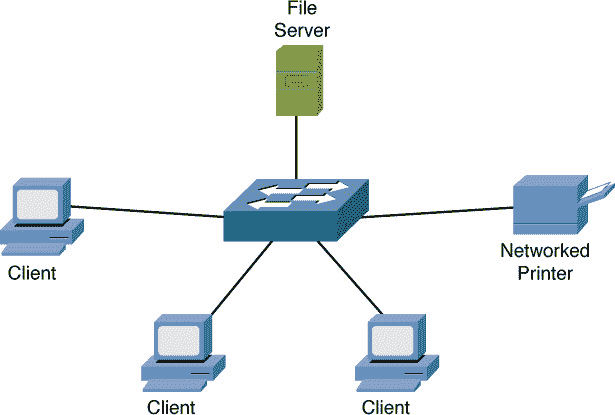 File
Server
Client
Networked
Printer
Client
Client